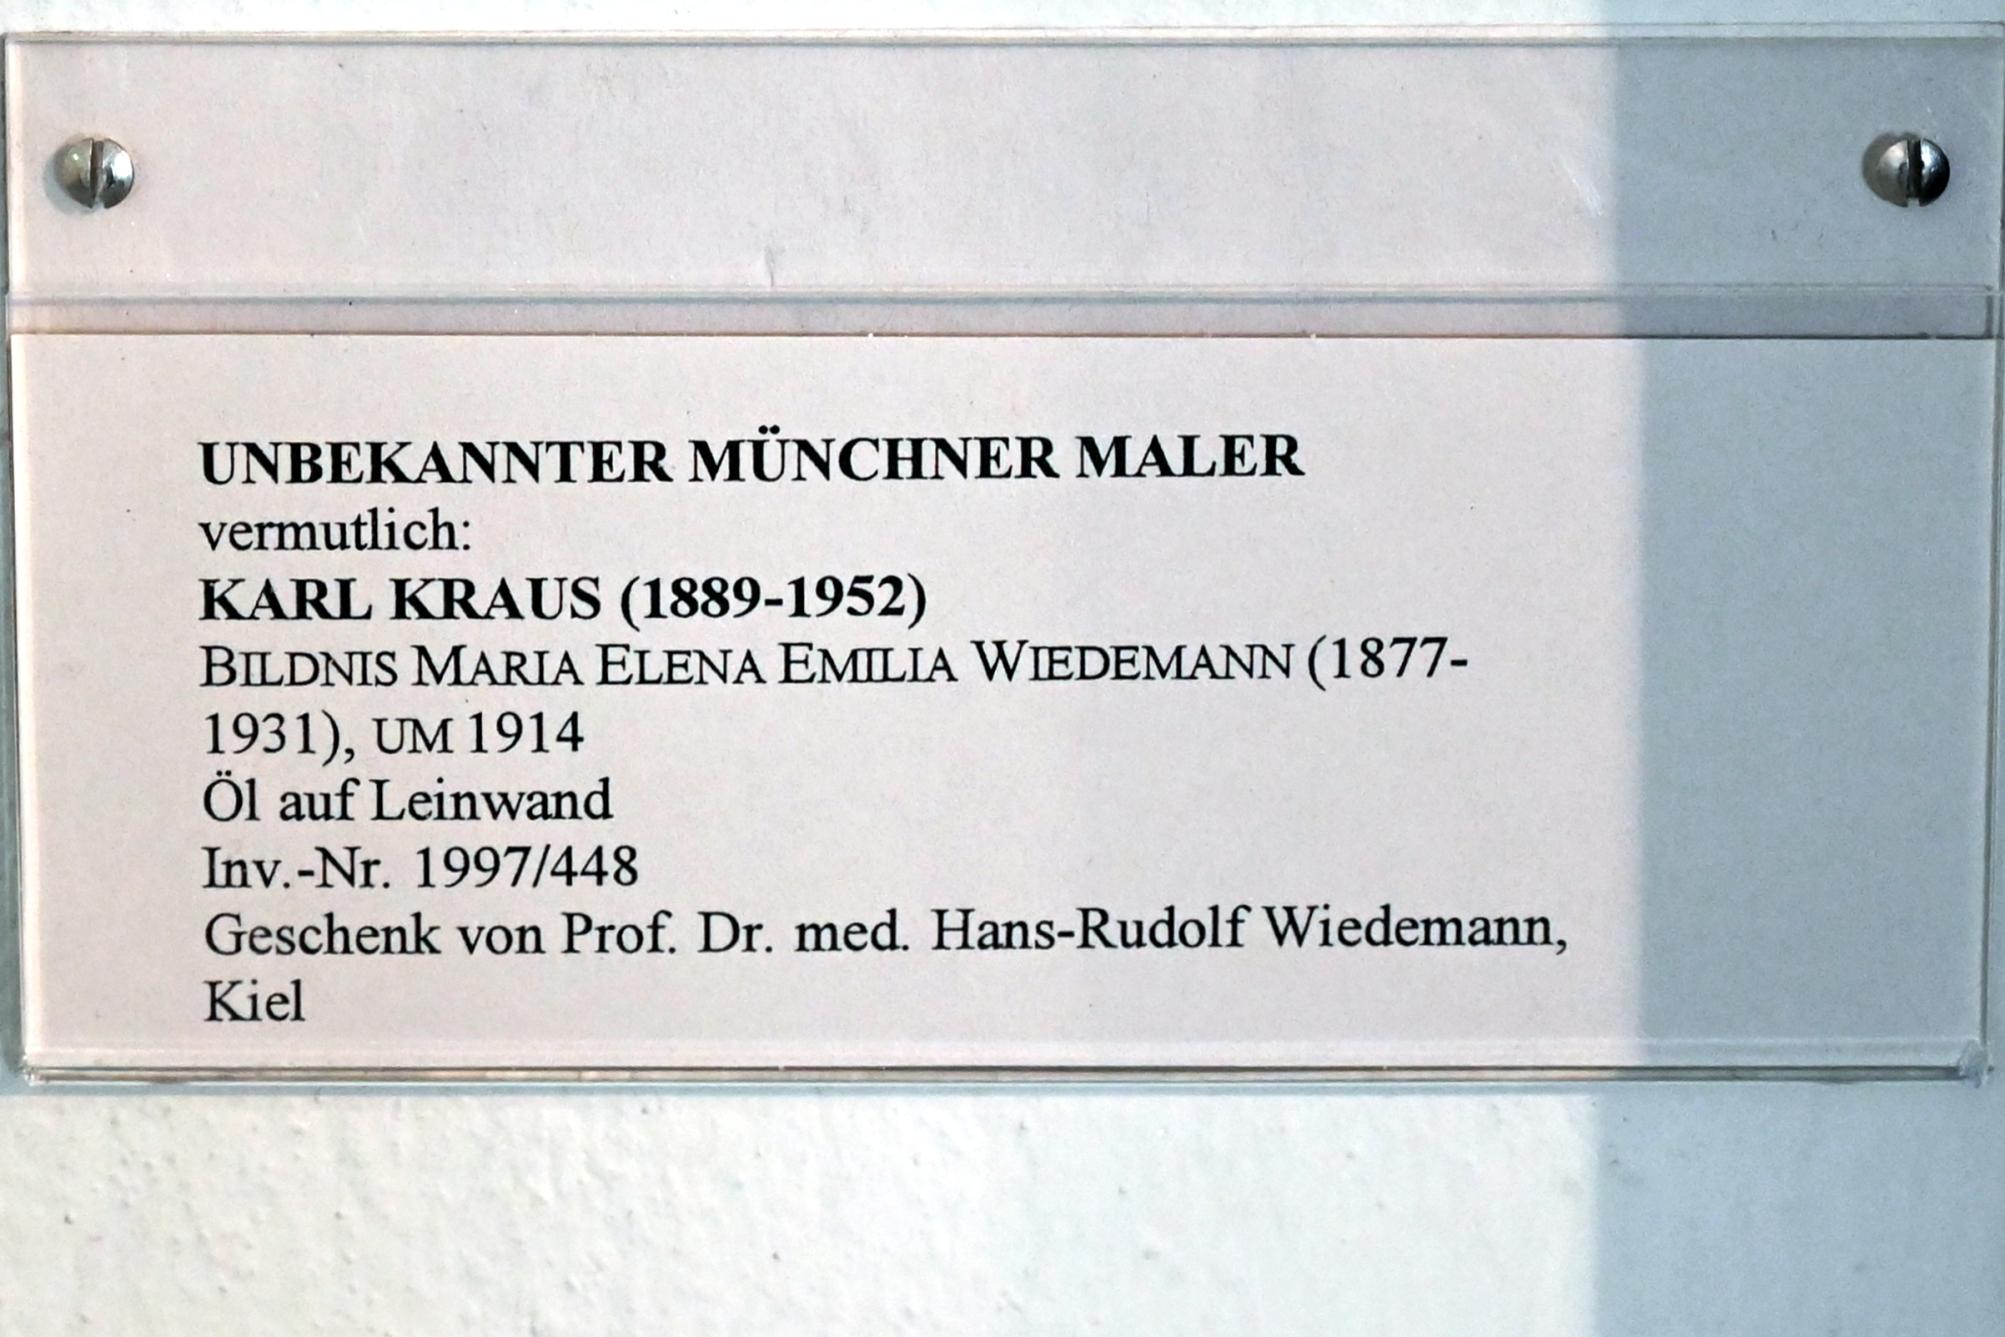 UNBEKANNTER MÜNCHNER MALER
vermutlich:
KARL KRAUS (1889-1952)
BILDNIS MARIA ELENA EMILIA WIEDEMANN (1877-
1931), UM 1914
Öl auf Leinwand
Inv.-Nr. 1997/448
Geschenk von Prof. Dr. med. Hans-Rudolf Wiedemann,
Kiel